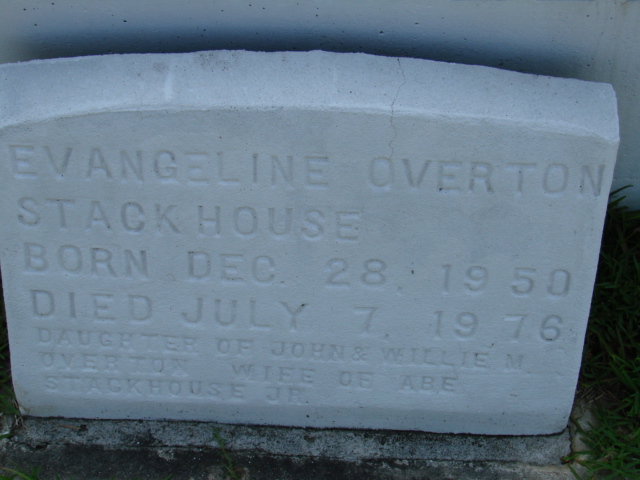 EVANGELINE OVERTON
STACKHOUSE
BORN DEC. 28, 1950
DIED JULY 7, 1976
DAUGHTER OF JOHN & WILLIE M.
OVERTON WIFE OF ABE
STACKHOUSE JR.